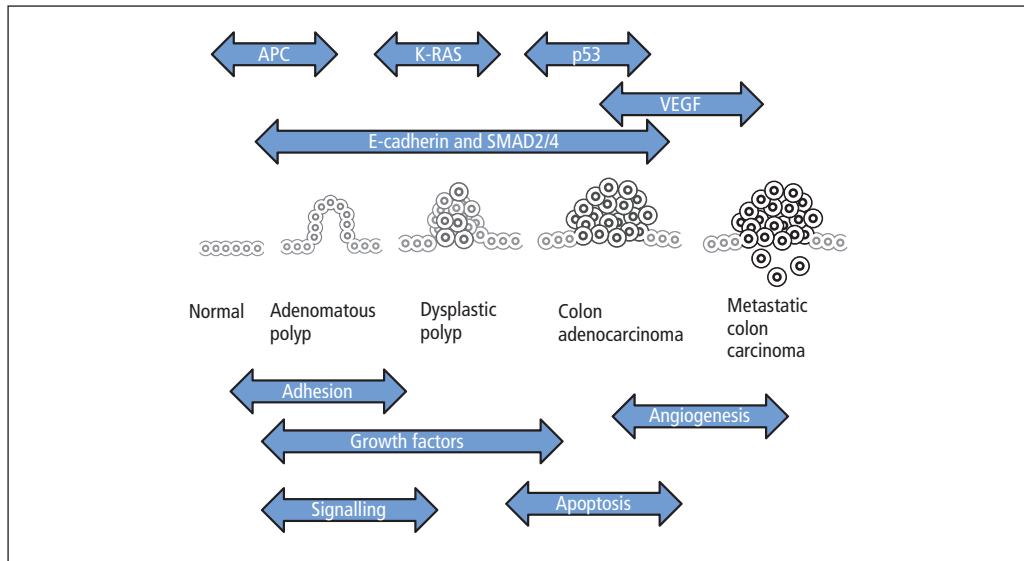 APC
K-RAS
p53
VEGF
E-cadherin and SMAD2/4
Normal
Adenomatous
polyp
Dysplastic
polyp
Colon
adenocarcinoma
Metastatic
colon
carcinoma
Adhesion
Angiogenesis
Growth factors
Signalling
Apoptosis